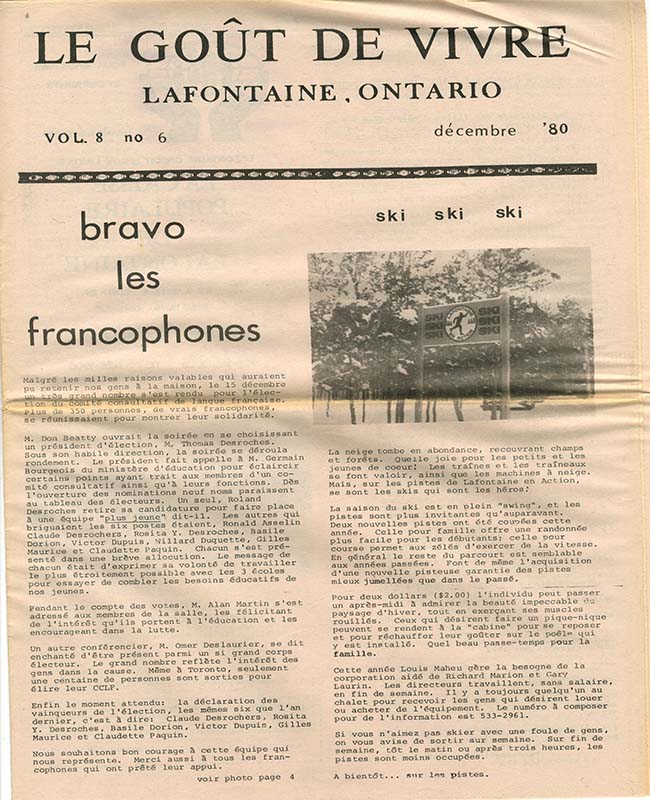 LE GOÛT DE VIVRE
LAFONTAINE, ONTARIO
VOL. 8 no 6
décembre '80
bravo
les
francophones
Malgré les milles raisons valables qui auraient
pu retenir nos gens à la maison, le 15 décembre
un très grand nombre s'est rendu pour l'élec-
tion du comité consultatif de langue française.
Plus de 350 personnes, de vrais francophones,
se réunissaient pour montrer leur solidarité.
M. Don Beatty ouvrait la soirée en se choisissant
un président d'élection, M, Thomas Desroches.
Sous son habile direction, la soirée se déroula
rondement. Le président fait appelle à M. Germain
Bourgeois du ministère d'éducation pour éclaircir
certains points ayant trait aux membres d'un co-
mité consultatif ainsi qu'à leurs fonctions. Dès
l'ouverture des nominations neuf noms paraissent
au tableau des électeurs. Un seul, Roland
Desroches retire sa candidature pour faire place
à une équipe "plus jeune" dit-il. Les autres qui
briguaient les six postes étaient, Ronald Asselin
Claude Desrochers, Rosita Y. Desroches, Basile
Dorion, Victor Dupuis, Villard Duquette, Gilles
Maurice et Claudette Paquin. Chacun s'est pré-
senté dans une brève allocution. Le message de
chacun était d'exprimer sa volonté de travailler
le plus étroitement possible avec les 3 écoles
pour essayer de combler les besoins éducatifs de
nos jeunes.
Pendant le compte des votes, M. Alan Martin s'est
adressé aux membres de la salle, les félicitant
de l'intérêt qu'ils portent à l'éducation et les
encourageant dans la lutte.
Un autre conférencier, M. Omer Deslaurier, se dit
enchanté d'être présent parmi un si grand corps
électeur. Le grand nombre reflète l'intérêt des
gens dans la cause. Même à Toronto, seulement
une centaine de personnes sont sorties pour
élire leur CCLF.
Enfin le moment attendu: la déclaration des
vainqueurs de l'élection, les mêmes six que l'an
dernier, c'est à dire: Claude Desrochers, Rosita
Y. Desroches, Basile Dorion, Victor Dupuis, Gilles
Maurice et Claudette Paquin.
Nous souhaitons bon courage à cette équipe qui
nous représente. Merci aussi à tous les fran-
cophones qui ont prêté leur appui.
voir photo page 4
ski ski ski
SKI SKI
SKI SKI
SKI SKI
La neige tombe en abondance, recouvrant champs
et forêts. Quelle joie pour les petits et les
jeunes de coeur! Les traînes et les traîneaux
se font valoir, ainsi que les machines à neige.
Mais, sur les pistes de Lafontaine en Action,
se sont les skis qui sont les héros!
La saison du ski est en plein "swing", et les
pistes sont plus invitantes qu'auparavant.
Deux nouvelles pistes ont été coupées cette
année. Celle pour famille offre une randonnée
plus facile pour les débutants; celle pour
course permet aux zélés d'exercer de la vitesse.
En général le reste du parcourt est semblable
aux années passées. Font de même l'acquisition
d'une nouvelle pisteuse garantie des pistes
mieux jumellées que dans le passé.
Pour deux dollars ($2.00) l'individu peut passer
un après-midi à admirer la beauté impeccable du
paysage d'hiver, tout en exerçant ses muscles
rouillés. Ceux qui désirent faire un pique-nique
peuvent se rendent à la "cabine" pour se reposer
et pour réchauffer leur goûter sur le poêle qui
y est installé. Quel beau passe-temps pour la
famille.
Cette année Louis Maheu gère la besogne de la
corporation aidé de Richard Marion et Gary
Laurin. Les directeurs travaillent, sans salaire,
en fin de semaine. Il y a toujours quelqu'un au
chalet pour recevoir les gens qui désirent louer
ou acheter de l'équipement. Le numéro à composer
pour de l'information est 533-2961.
Si vous n'aimez pas skier avec une foule de gens,
on vous avise de sortir sur semaine. Sur fin de
semaine, tôt le matin ou après trois heures, les
pistes sont moins occupées.
A bientôt... sur les pistes.